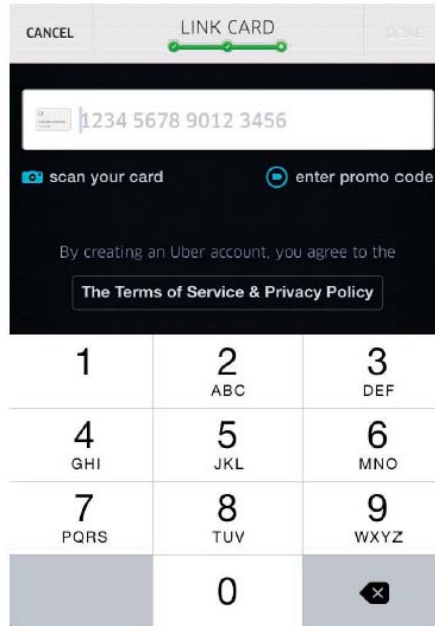 CANCEL LINK CARD DONE
1234 5678 9012 3456
scan your card enter promo code
By creating an Uber account, you agree to the
The Terms of Service & Privacy Policy
1 2 3
ABC DEF
4 5 6
GHI JKL MNO
7 8 9
PQRS TUV WXYZ
0